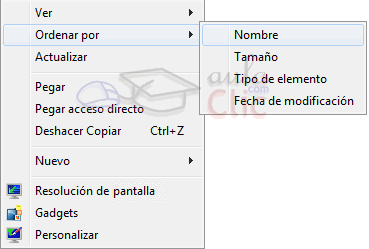 Ver
Ordenar por
Actualizar
Pegar
Pegar acceso directo
Deshacer Copiar Ctrl+Z
Nuevo
Resolución de pantalla
Gadgets
Personalizar
Nombre
Tamaño
Tipo de elemento
Fecha de modificación
aula
Clic